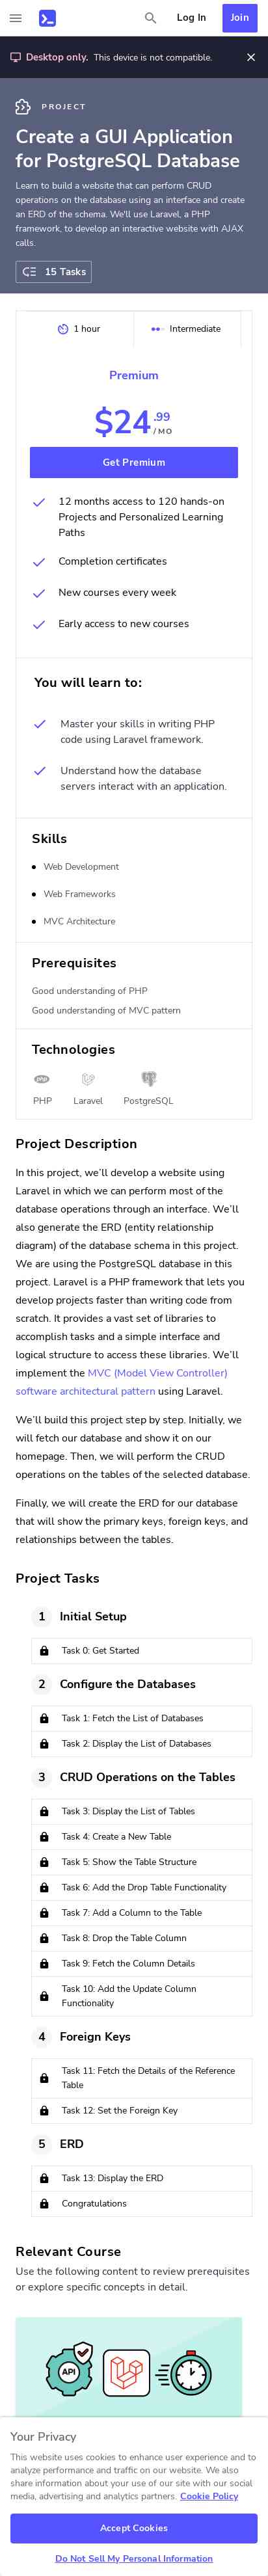 Log In
Join
Desktop only. This device is not compatible.
PROJECT
Create a GUI Application
for PostgreSQL Database
Learn to build a website that can perform CRUD
operations on the database using an interface and create
an ERD of the schema. We'll use Laravel, a PHP
framework, to develop an interactive website with AJAX
calls.
15 Tasks
1 hour
Intermediate
Premium
$24.99
/ MO
Get Premium
12 months access to 120 hands-on
Projects and Personalized Learning
Paths
Completion certificates
New courses every week
Early access to new courses
You will learn to:
Master your skills in writing PHP
code using Laravel framework.
Understand how the database
servers interact with an application.
Skills
Web Development
Web Frameworks
MVC Architecture
Prerequisites
Good understanding of PHP
Good understanding of MVC pattern
Technologies
php
PHP
Laravel
PostgreSQL
Project Description
In this project, we’ll develop a website using
Laravel in which we can perform most of the
database operations through an interface. We’ll
also generate the ERD (entity relationship
diagram) of the database schema in this project.
We are using the PostgreSQL database in this
project. Laravel is a PHP framework that lets you
develop projects faster than writing code from
scratch. It provides a vast set of libraries to
accomplish tasks and a simple interface and
logical structure to access these libraries. We’ll
implement the MVC (Model View Controller)
software architectural pattern using Laravel.
We’ll build this project step by step. Initially, we
will fetch our database and show it on our
homepage. Then, we will perform the CRUD
operations on the tables of the selected database.
Finally, we will create the ERD for our database
that will show the primary keys, foreign keys, and
relationships between the tables.
Project Tasks
1 Initial Setup
Task 0: Get Started
2 Configure the Databases
Task 1: Fetch the List of Databases
Task 2: Display the List of Databases
3 CRUD Operations on the Tables
Task 3: Display the List of Tables
Task 4: Create a New Table
Task 5: Show the Table Structure
Task 6: Add the Drop Table Functionality
Task 7: Add a Column to the Table
Task 8: Drop the Table Column
Task 9: Fetch the Column Details
Task 10: Add the Update Column
Functionality
4 Foreign Keys
Task 11: Fetch the Details of the Reference
Table
Task 12: Set the Foreign Key
5 ERD
Task 13: Display the ERD
Congratulations
Relevant Course
Use the following content to review prerequisites
or explore specific concepts in detail.
API
Your Privacy
This website uses cookies to enhance user experience and to
analyze performance and traffic on our website. We also
share information about your use of our site with our social
media, advertising and analytics partners. Cookie Policy
Accept Cookies
Do Not Sell My Personal Information